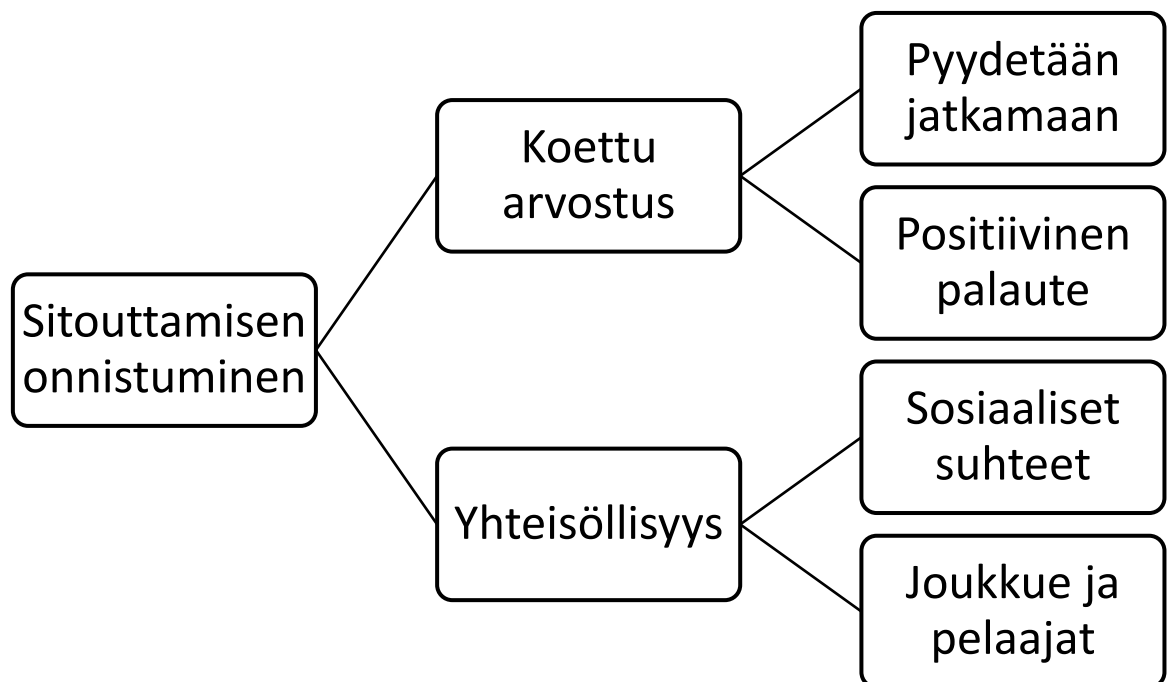 Sitouttamisen
onnistuminen
Koettu
arvostus
Pyydetään
jatkamaan
Positiivinen
palaute
Yhteisöllisyys
Sosiaaliset
suhteet
Joukkue ja
pelaajat